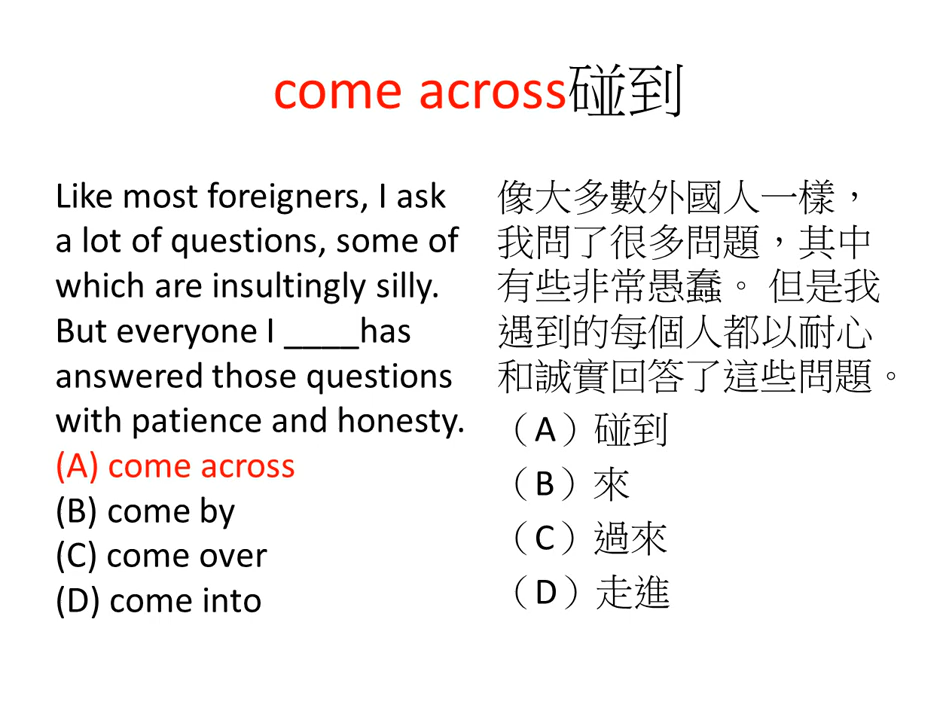 come across碰到
Like most foreigners, I ask
a lot of questions, some of
which are insultingly silly.
But everyone I ____has
answered those questions
with patience and honesty.
(A) come across
(B) come by
(C) come over
(D) come into
像大多數外國人一樣，
我問了很多問題，其中
有些非常愚蠢。 但是我
遇到的每個人都以耐心
和誠實回答了這些問題。
（A）碰到
（B）來
（C）過來
（D）走進